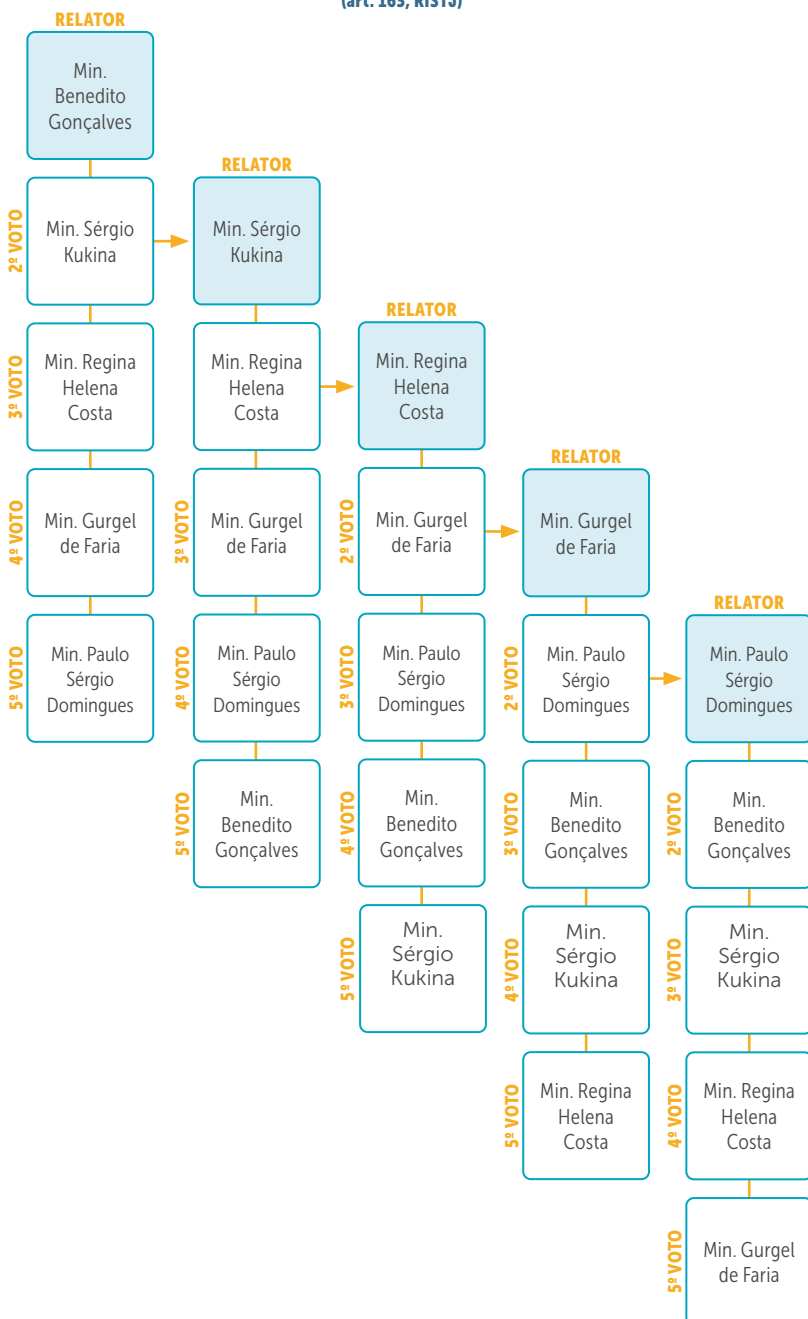 (art. 163, RISTJ)
RELATOR
Min.
Benedito
Gonçalves
2º VOTO
Min. Sérgio
Kukina
3º VOTO
Min. Regina
Helena
Costa
4º VOTO
Min. Gurgel
de Faria
5º VOTO
Min. Paulo
Sérgio
Domingues
RELATOR
Min. Sérgio
Kukina
Min. Regina
Helena
Costa
3º VOTO
Min. Gurgel
de Faria
4º VOTO
Min. Paulo
Sérgio
Domingues
5º VOTO
Min.
Benedito
Gonçalves
RELATOR
Min. Regina
Helena
Costa
2º VOTO
Min. Gurgel
de Faria
3º VOTO
Min. Paulo
Sérgio
Domingues
4º VOTO
Min.
Benedito
Gonçalves
5º VOTO
Min.
Sérgio
Kukina
RELATOR
Min. Gurgel
de Faria
2º VOTO
Min. Paulo
Sérgio
Domingues
3º VOTO
Min.
Benedito
Gonçalves
4º VOTO
Min.
Sérgio
Kukina
5º VOTO
Min. Regina
Helena
Costa
RELATOR
Min. Paulo
Sérgio
Domingues
2º VOTO
Min.
Benedito
Gonçalves
3º VOTO
Min.
Sérgio
Kukina
4º VOTO
Min. Regina
Helena
Costa
5º VOTO
Min. Gurgel
de Faria